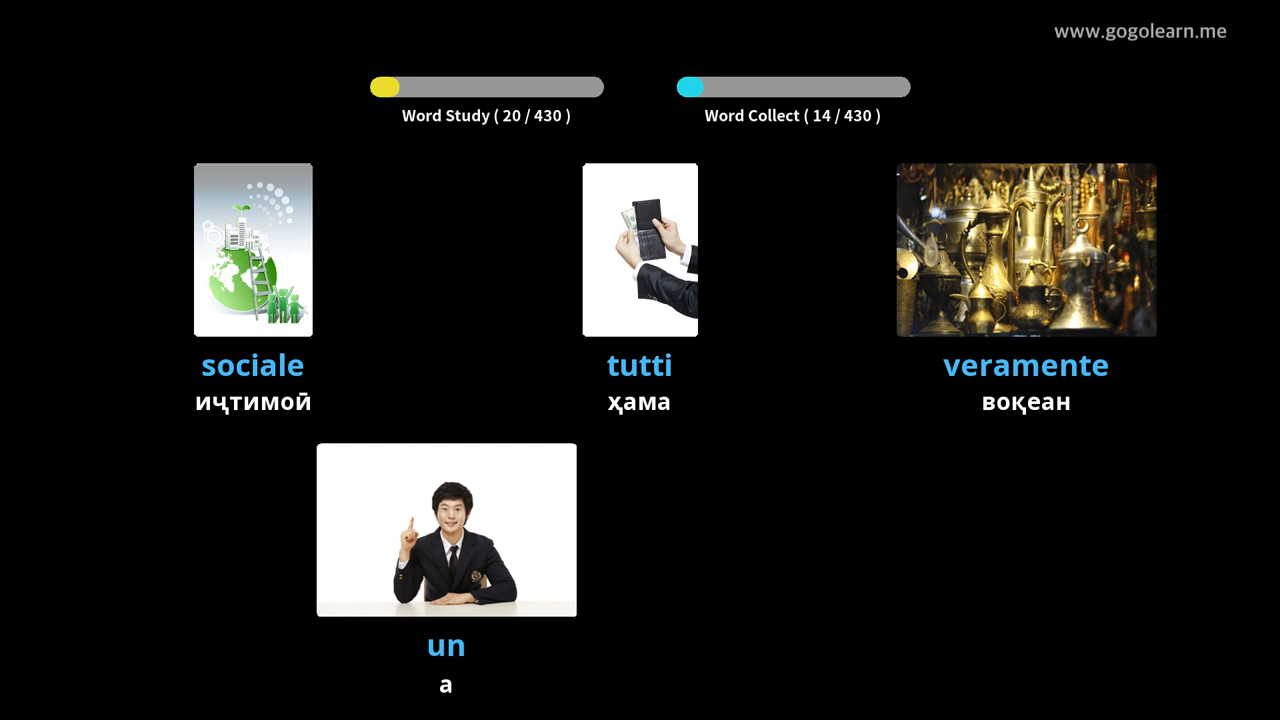 www.gogolearn.me
Word Study ( 20 / 430 )
Word Collect ( 14 / 430 )
sociale
tutti
veramente
иҷтимоӣ
ҳама
воқеан
un
а